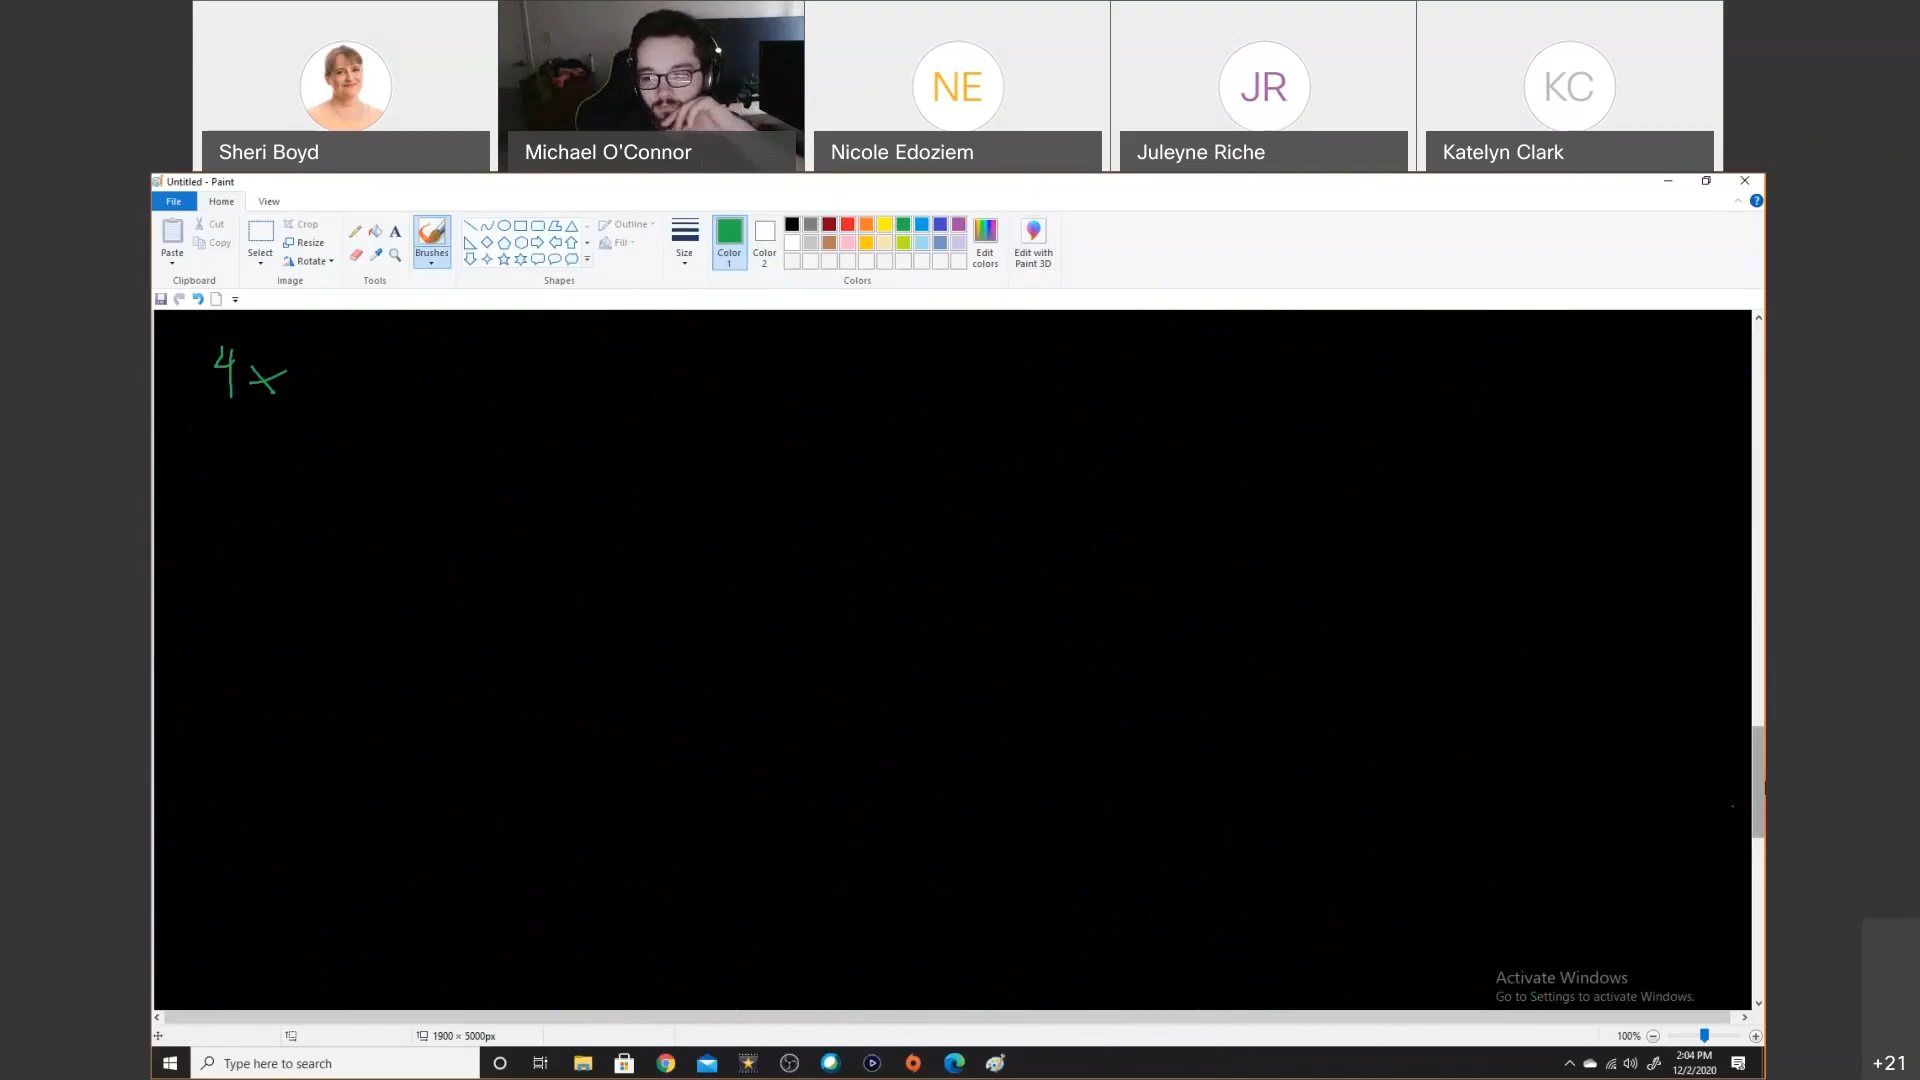 NE
JR
KC
Sheri Boyd
Michael O'Connor
Nicole Edoziem
Juleyne Riche
Katelyn Clark
Untitled - Paint
File Home View
Paste
Cut
Copy
Clipboard
Select
Crop
Resize
Rotate
Image
A
Tools
Brushes
Outline
Fill
Shapes
Size
Color 1
Color 2
Edit colors
Colors
Edit with Paint 3D
4x
Activate Windows
Go to Settings to activate Windows.
1900 × 5000px
100%
Type here to search
2:04 PM
12/2/2020
+21